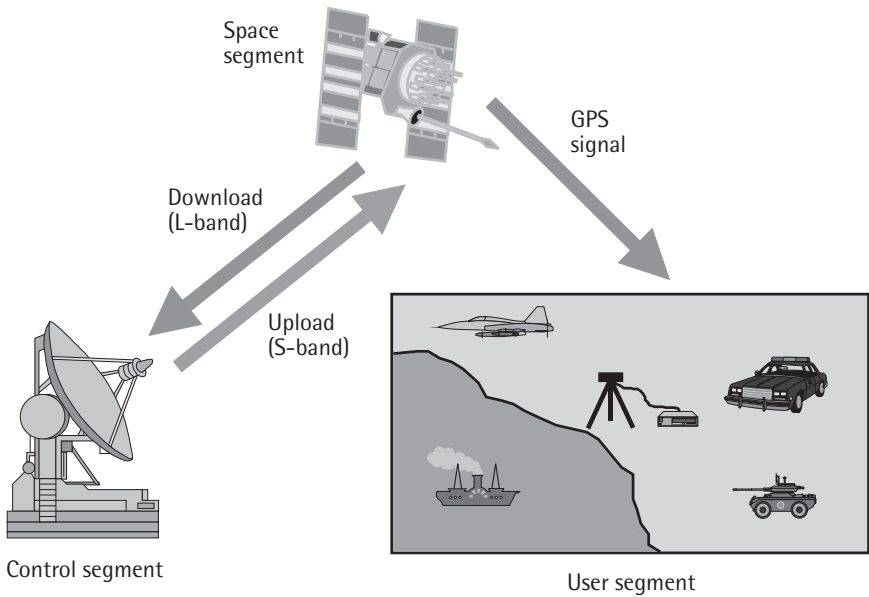 Space
segment
GPS
signal
Download
(L-band)
Upload
(S-band)
Control segment
User segment